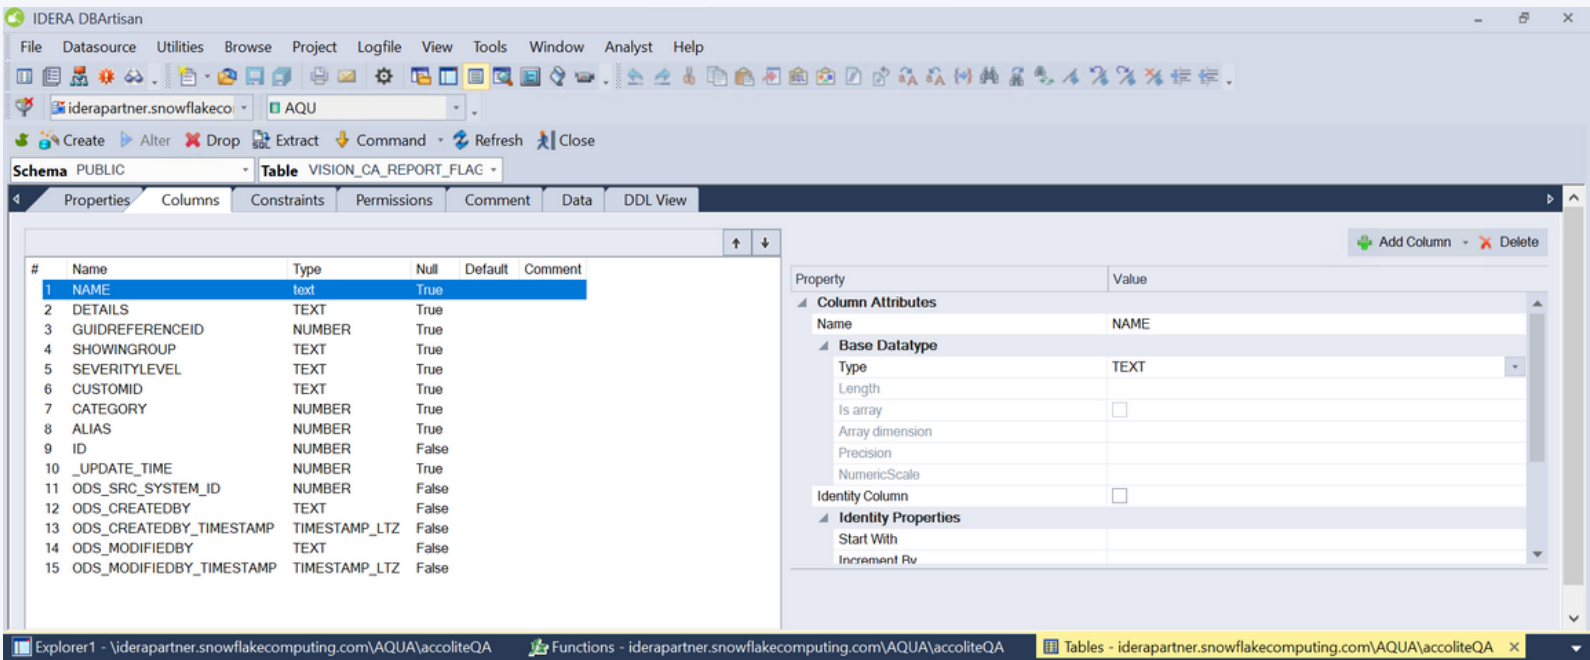 IDERA DBArtisan
File Datasource Utilities Browse Project Logfile View Tools Window Analyst Help
iderapartner.snowflakeco AQU
Create Alter Drop Extract Command Refresh Close
Schema PUBLIC Table VISION_CA_REPORT_FLAG
Properties Columns Constraints Permissions Comment Data DDL View
Add Column Delete
# Name Type Null Default Comment
1 NAME text True
2 DETAILS TEXT True
3 GUIDREFERENCEID NUMBER True
4 SHOWINGROUP TEXT True
5 SEVERITYLEVEL TEXT True
6 CUSTOMID TEXT True
7 CATEGORY NUMBER True
8 ALIAS NUMBER True
9 ID NUMBER False
10 _UPDATE_TIME NUMBER True
11 ODS_SRC_SYSTEM_ID NUMBER False
12 ODS_CREATEDBY TEXT False
13 ODS_CREATEDBY_TIMESTAMP TIMESTAMP_LTZ False
14 ODS_MODIFIEDBY TEXT False
15 ODS_MODIFIEDBY_TIMESTAMP TIMESTAMP_LTZ False
Property Value
Column Attributes
Name NAME
Base Datatype
Type TEXT
Length
Is array
Array dimension
Precision
NumericScale
Identity Column
Identity Properties
Start With
Increment By
Explorer1 - \iderapartner.snowflakecomputing.com\AQUA\accoliteQA Functions - iderapartner.snowflakecomputing.com\AQUA\accoliteQA Tables - iderapartner.snowflakecomputing.com\AQUA\accoliteQA